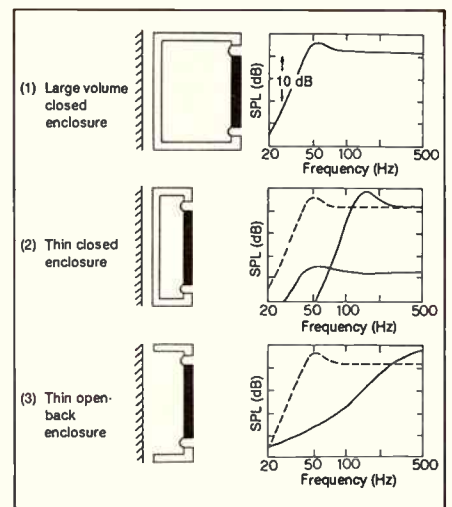 (1) Large volume
closed
enclosure
SPL (dB)
10 dB
20 50 100 500
Frequency (Hz)
(2) Thin closed
enclosure
SPL (dB)
20 50 100 500
Frequency (Hz)
(3) Thin open-
back
enclosure
SPL (dB)
20 50 100 500
Frequency (Hz)